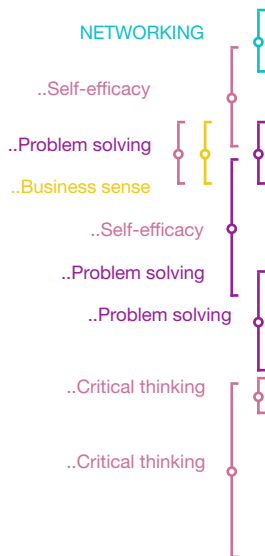 NETWORKING
..Self-efficacy
..Problem solving
..Business sense
..Self-efficacy
..Problem solving
..Problem solving
..Critical thinking
..Critical thinking